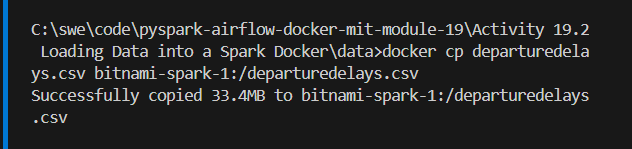 C:\swe\code\pyspark-airflow-docker-mit-module-19\Activity 19.2
 Loading Data into a Spark Docker\data>docker cp departuredela
ys.csv bitnami-spark-1:/departuredelays.csv
Successfully copied 33.4MB to bitnami-spark-1:/departuredelays
.csv